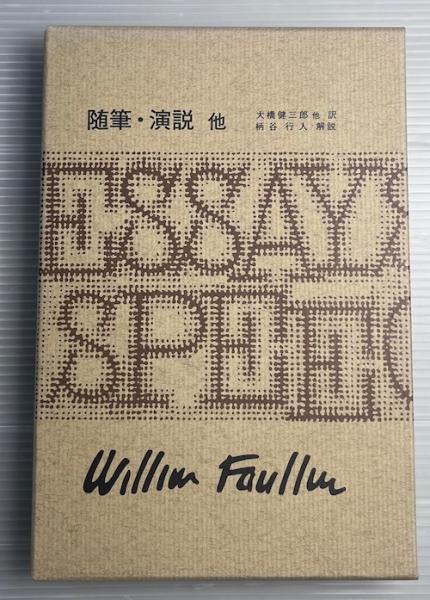 随筆・演説 他
大橋健三郎 他 訳
柄谷 行人 解説
ESSAYS
SPEEC
William Faulkner